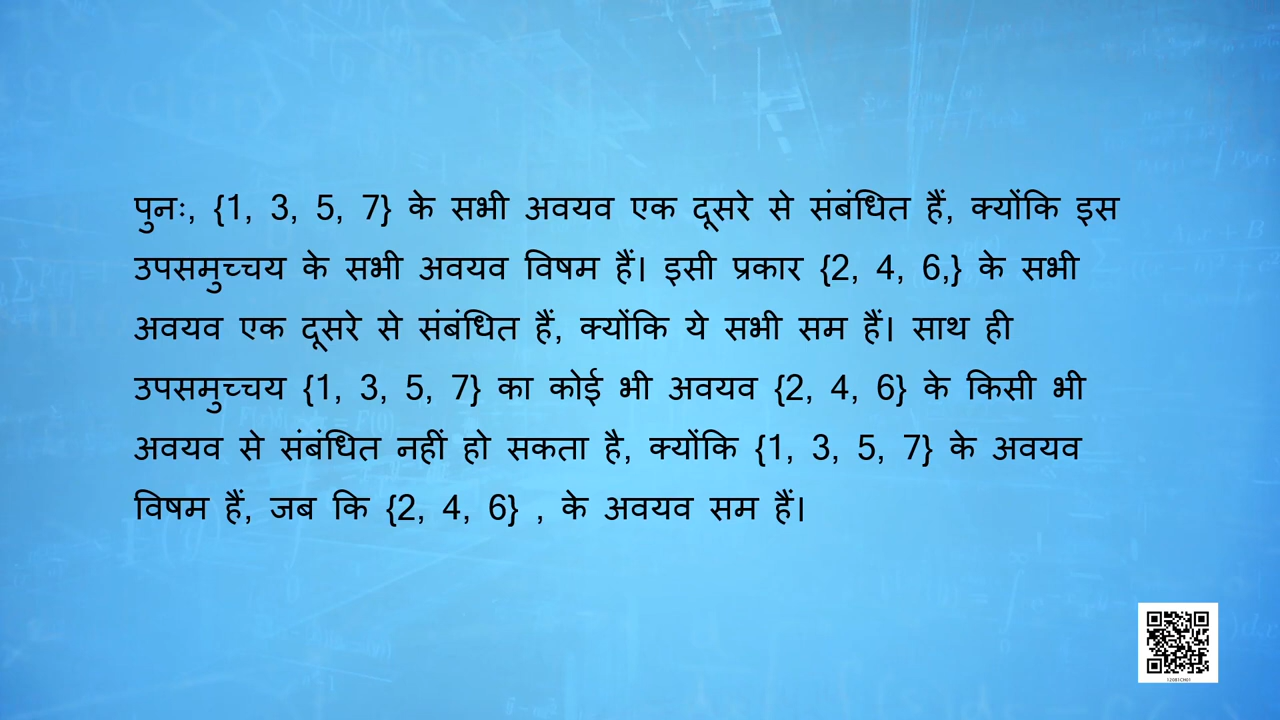 पुनः, {1, 3, 5, 7} के सभी अवयव एक दूसरे से संबंधित हैं, क्योंकि इस
उपसमुच्चय के सभी अवयव विषम हैं। इसी प्रकार {2, 4, 6,} के सभी
अवयव एक दूसरे से संबंधित हैं, क्योंकि ये सभी सम हैं। साथ ही
उपसमुच्चय {1, 3, 5, 7} का कोई भी अवयव {2, 4, 6} के किसी भी
अवयव से संबंधित नहीं हो सकता है, क्योंकि {1, 3, 5, 7} के अवयव
विषम हैं, जब कि {2, 4, 6} , के अवयव सम हैं।
12083CH01